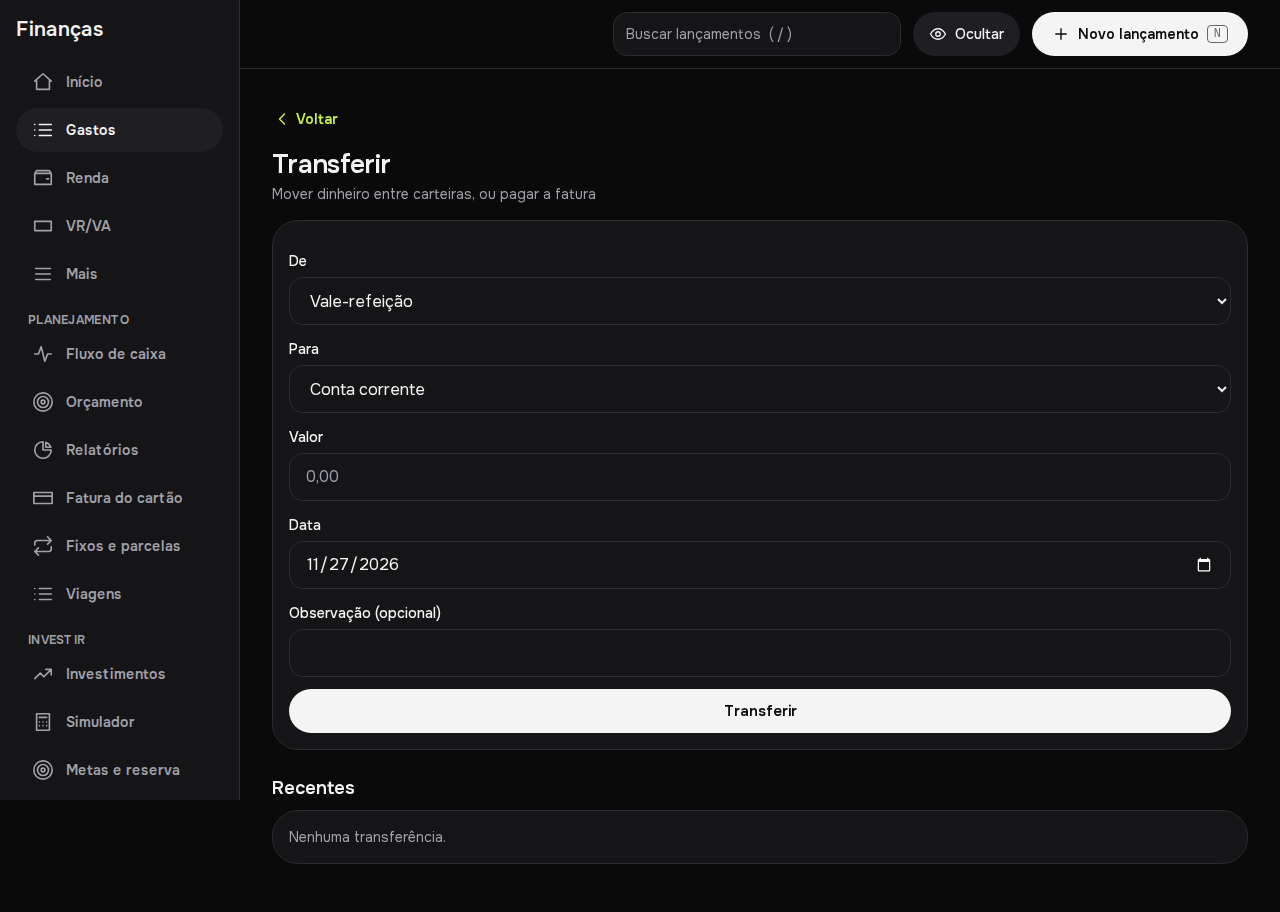 Finanças
Início
Gastos
Renda
VR/VA
Mais
PLANEJAMENTO
Fluxo de caixa
Orçamento
Relatórios
Fatura do cartão
Fixos e parcelas
Viagens
INVESTIR
Investimentos
Simulador
Metas e reserva
Buscar lançamentos ( / )
Ocultar
Novo lançamento N
Voltar
Transferir
Mover dinheiro entre carteiras, ou pagar a fatura
De
Vale-refeição
Para
Conta corrente
Valor
0,00
Data
11/27/2026
Observação (opcional)
Transferir
Recentes
Nenhuma transferência.